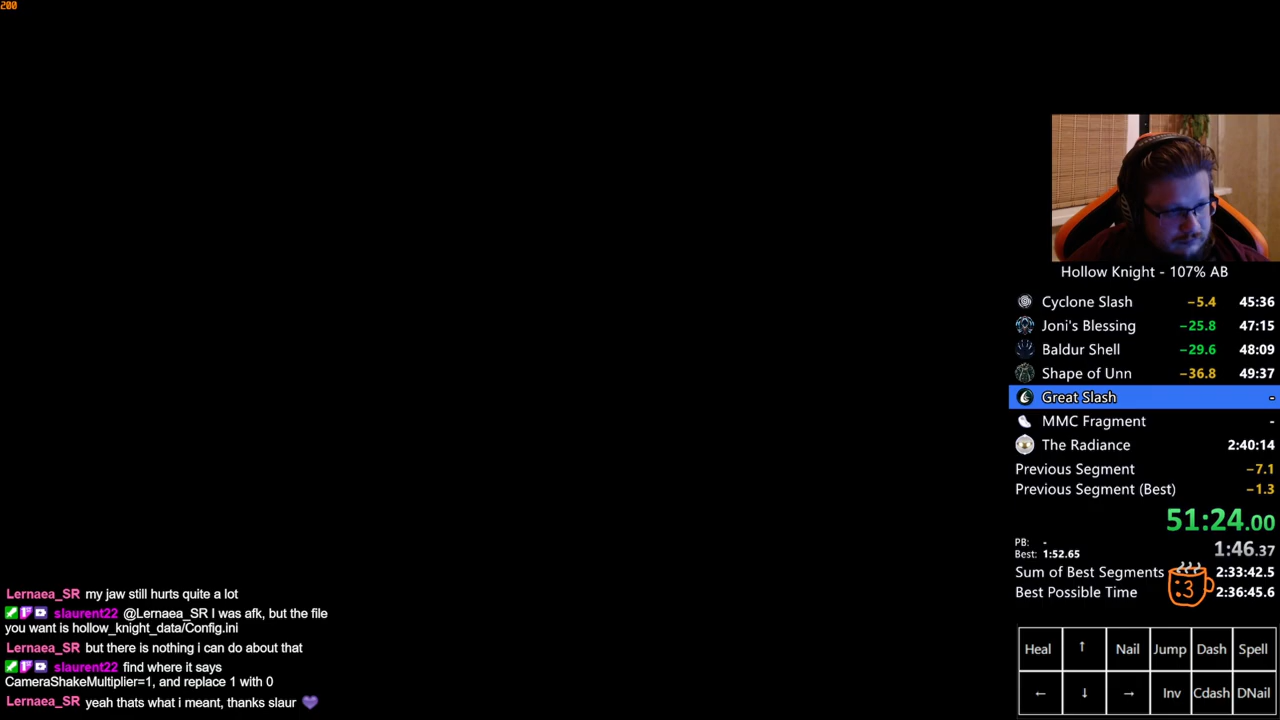 200
Hollow Knight - 107% AB
Cyclone Slash −5.4 45:36
Joni's Blessing −25.8 47:15
Baldur Shell −29.6 48:09
Shape of Unn −36.8 49:37
Great Slash -
MMC Fragment -
The Radiance 2:40:14
Previous Segment −7.1
Previous Segment (Best) −1.3
51:24.00
PB: -
Best: 1:52.65
1:46.37
Sum of Best Segments 2:33:42.5
Best Possible Time 2:36:45.6
:3
Heal ↑ Nail Jump Dash Spell
← ↓ → Inv Cdash DNail
Lernaea_SR my jaw still hurts quite a lot
slaurent22 @Lernaea_SR I was afk, but the file
you want is hollow_knight_data/Config.ini
Lernaea_SR but there is nothing i can do about that
slaurent22 find where it says
CameraShakeMultiplier=1, and replace 1 with 0
Lernaea_SR yeah thats what i meant, thanks slaur 💜